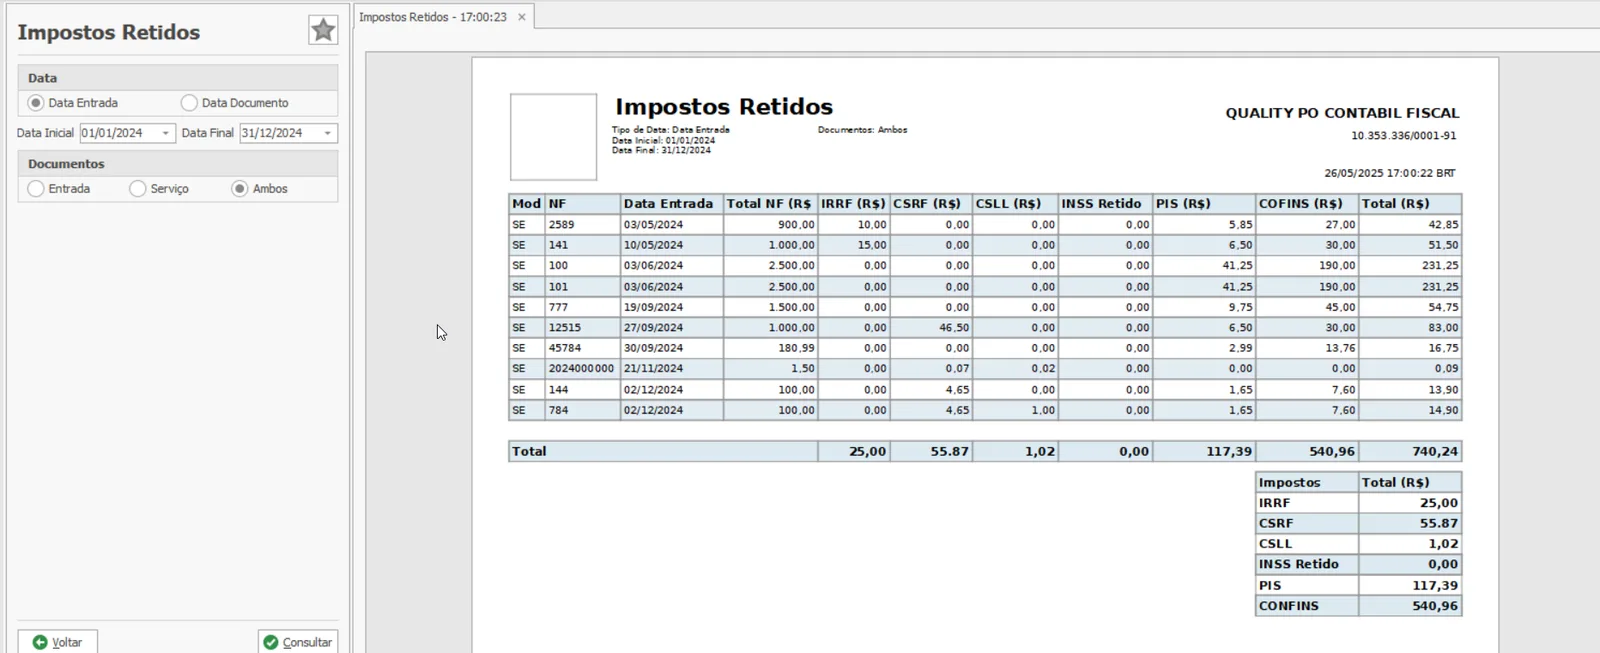 Impostos Retidos - 17:00:23
Impostos Retidos
Data
Data Entrada Data Documento
Data Inicial 01/01/2024 Data Final 31/12/2024
Documentos
Entrada Serviço Ambos
Voltar Consultar
Impostos Retidos
Tipo de Data: Data Entrada Documentos: Ambos
Data Inicial: 01/01/2024
Data Final: 31/12/2024
QUALITY PO CONTABIL FISCAL
10.353.336/0001-91
26/05/2025 17:00:22 BRT
Mod NF Data Entrada Total NF (R$ IRRF (R$) CSRF (R$) CSLL (R$) INSS Retido PIS (R$) COFINS (R$) Total (R$)
SE 2589 03/05/2024 900,00 10,00 0,00 0,00 0,00 5,85 27,00 42,85
SE 141 10/05/2024 1.000,00 15,00 0,00 0,00 0,00 6,50 30,00 51,50
SE 100 03/06/2024 2.500,00 0,00 0,00 0,00 0,00 41,25 190,00 231,25
SE 101 03/06/2024 2.500,00 0,00 0,00 0,00 0,00 41,25 190,00 231,25
SE 777 19/09/2024 1.500,00 0,00 0,00 0,00 0,00 9,75 45,00 54,75
SE 12515 27/09/2024 1.000,00 0,00 46,50 0,00 0,00 6,50 30,00 83,00
SE 45784 30/09/2024 180,99 0,00 0,00 0,00 0,00 2,99 13,76 16,75
SE 2024000000 21/11/2024 1,50 0,00 0,07 0,02 0,00 0,00 0,00 0,09
SE 144 02/12/2024 100,00 0,00 4,65 0,00 0,00 1,65 7,60 13,90
SE 784 02/12/2024 100,00 0,00 4,65 1,00 0,00 1,65 7,60 14,90
Total 25,00 55.87 1,02 0,00 117,39 540,96 740,24
Impostos Total (R$)
IRRF 25,00
CSRF 55.87
CSLL 1,02
INSS Retido 0,00
PIS 117,39
CONFINS 540,96